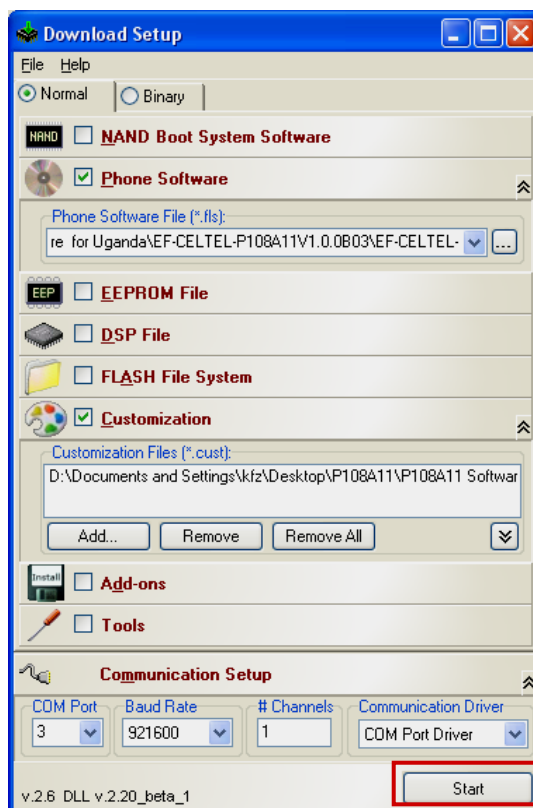 Download Setup
File Help
Normal Binary
NAND NAND Boot System Software
Phone Software
Phone Software File (*.fls):
re for Uganda\EF-CELTEL-P108A11V1.0.0B03\EF-CELTEL- ...
EEP EEPROM File
DSP File
FLASH File System
Customization
Customization Files (*.cust):
D:\Documents and Settings\kfz\Desktop\P108A11\P108A11 Softwar
Add... Remove Remove All
Install Add-ons
Tools
Communication Setup
COM Port Baud Rate # Channels Communication Driver
3 921600 1 COM Port Driver
v.2.6 DLL v.2.20_beta_1 Start